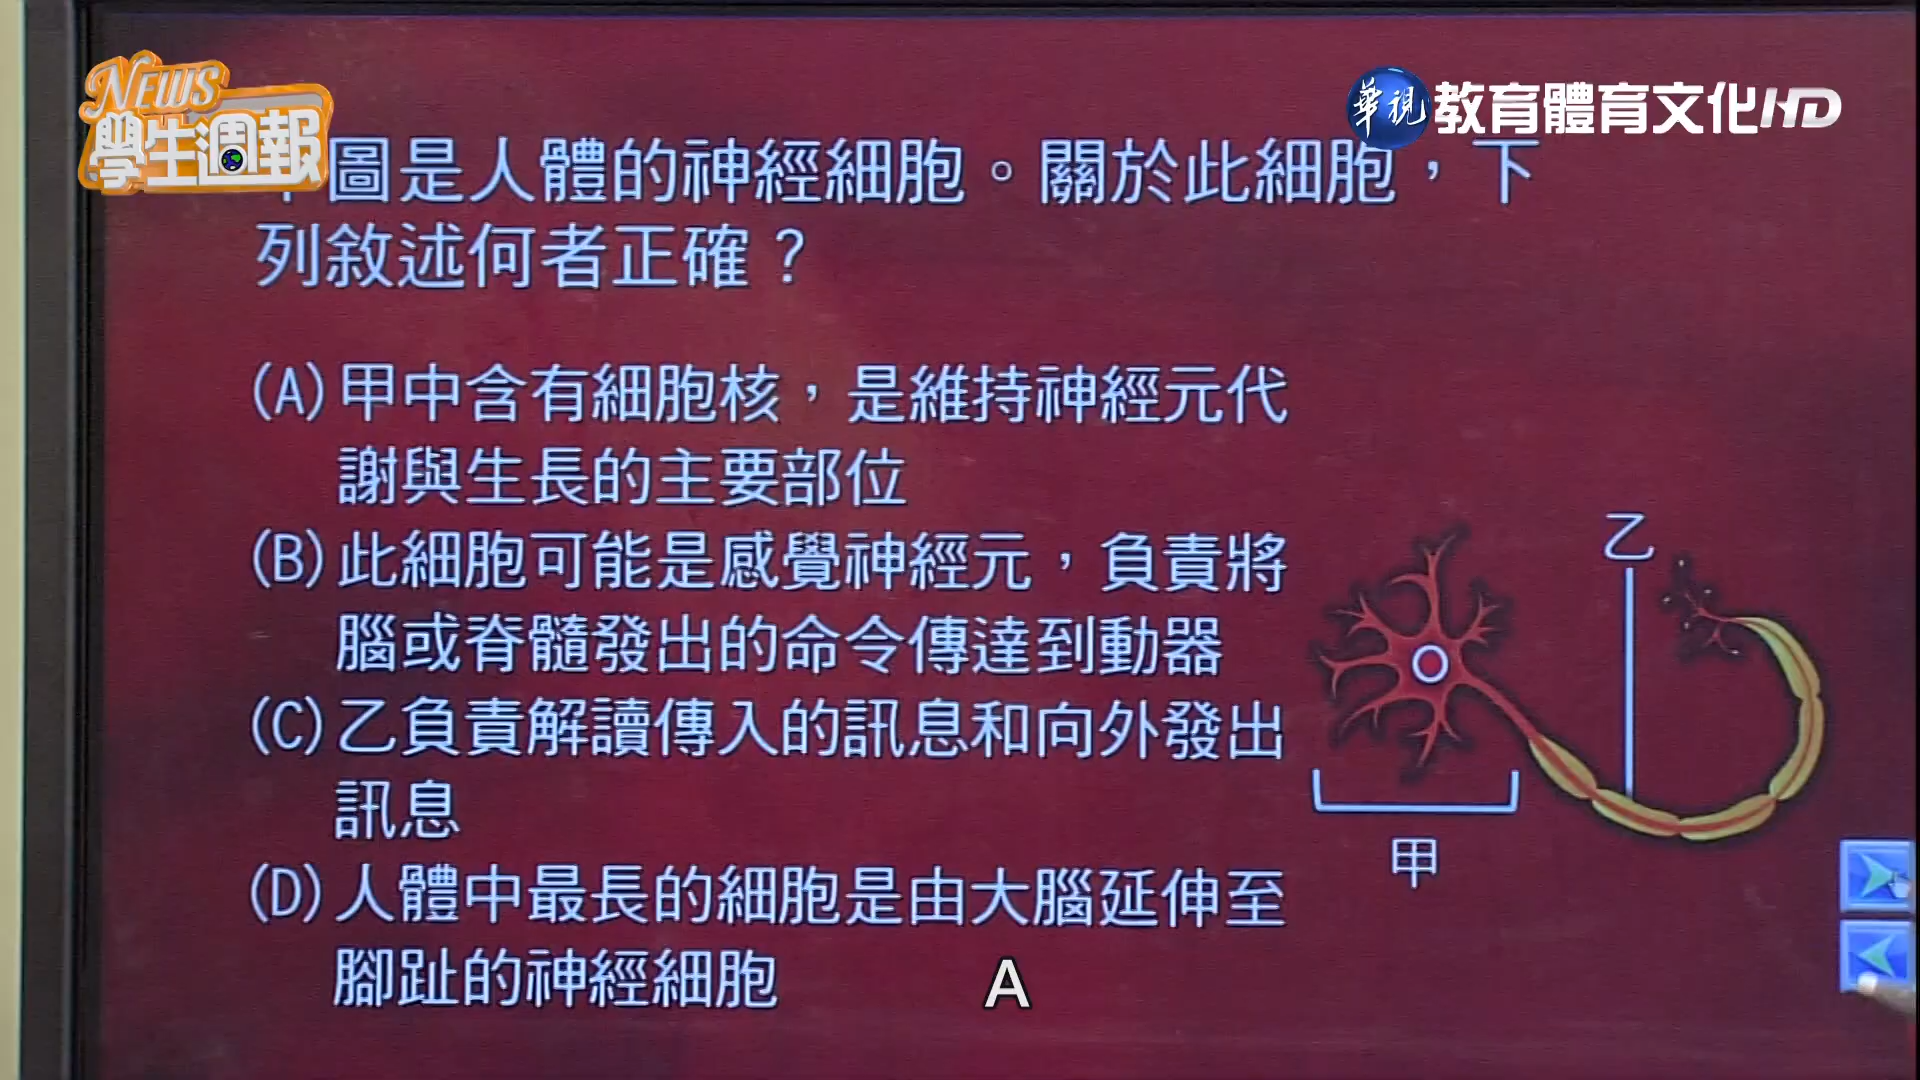 NEWS
學生週報
華視 教育體育文化HD
圖是人體的神經細胞。關於此細胞，下
列敘述何者正確？
(A)甲中含有細胞核，是維持神經元代
謝與生長的主要部位
(B)此細胞可能是感覺神經元，負責將
腦或脊髓發出的命令傳達到動器
(C)乙負責解讀傳入的訊息和向外發出
訊息
(D)人體中最長的細胞是由大腦延伸至
腳趾的神經細胞
乙
甲
A